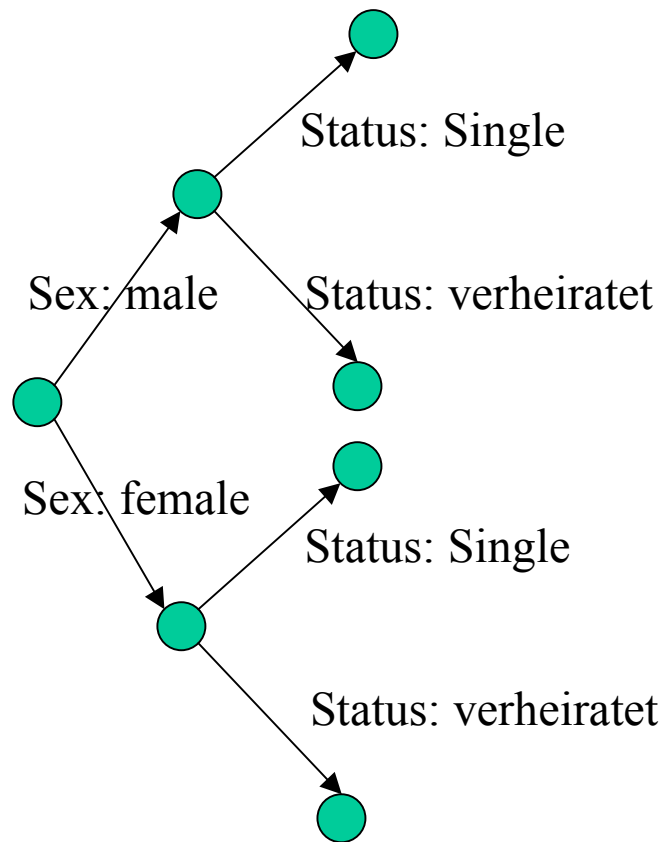 Status: Single
Sex: male
Status: verheiratet
Sex: female
Status: Single
Status: verheiratet